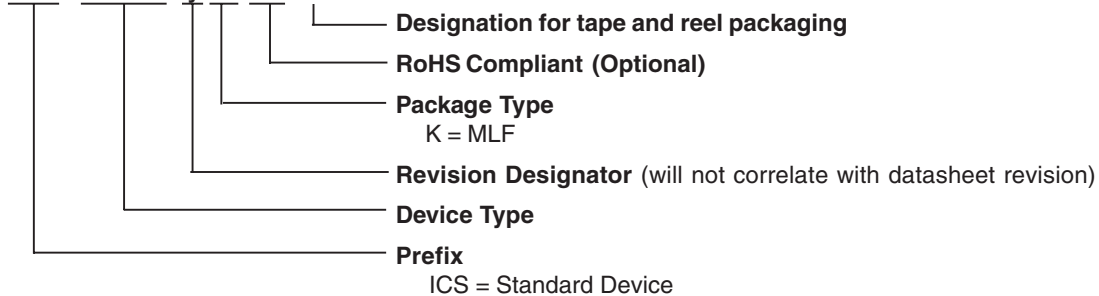 Designation for tape and reel packaging
RoHS Compliant (Optional)
Package Type
K = MLF
Revision Designator (will not correlate with datasheet revision)
Device Type
Prefix
ICS = Standard Device